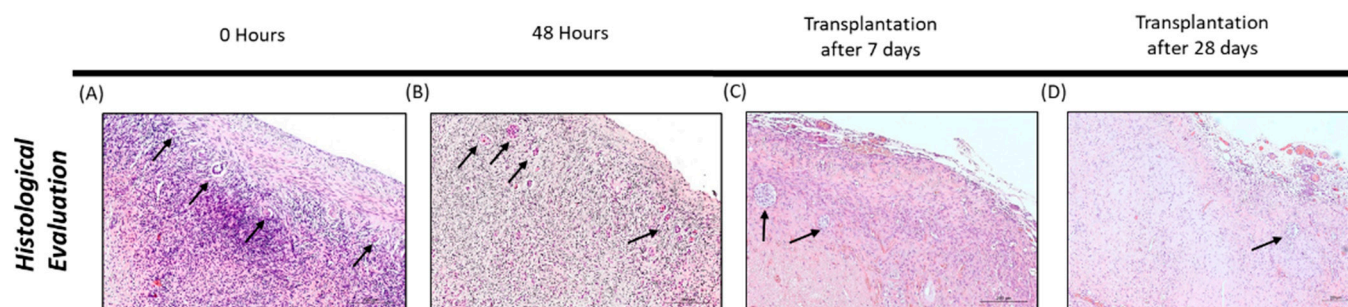 0 Hours
48 Hours
Transplantation
after 7 days
Transplantation
after 28 days
(A)
(B)
(C)
(D)
Histological
Evaluation